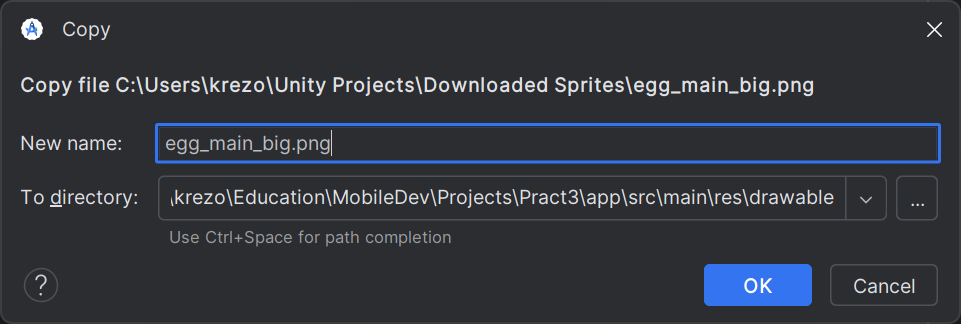 Copy
Copy file C:\Users\krezo\Unity Projects\Downloaded Sprites\egg_main_big.png
New name: egg_main_big.png
To directory: \krezo\Education\MobileDev\Projects\Pract3\app\src\main\res\drawable ...
Use Ctrl+Space for path completion
? OK Cancel